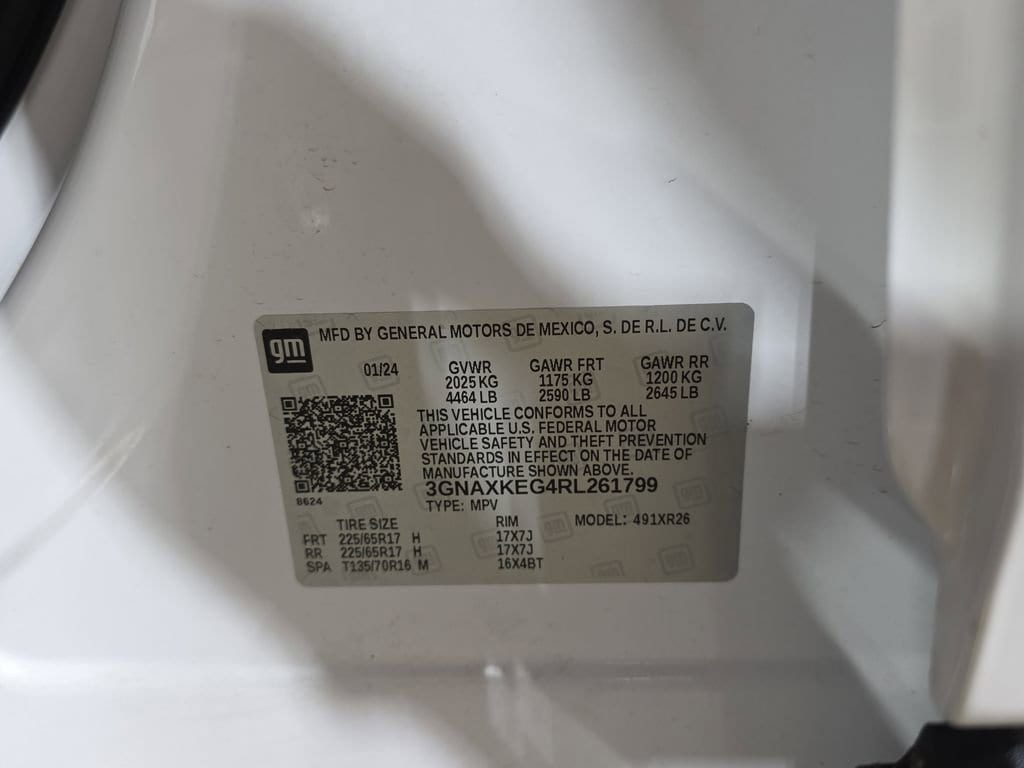 gm
MFD BY GENERAL MOTORS DE MEXICO, S. DE R.L. DE C.V.
01/24 GVWR GAWR FRT GAWR RR
2025 KG 1175 KG 1200 KG
4464 LB 2590 LB 2645 LB
THIS VEHICLE CONFORMS TO ALL
APPLICABLE U.S. FEDERAL MOTOR
VEHICLE SAFETY AND THEFT PREVENTION
STANDARDS IN EFFECT ON THE DATE OF
MANUFACTURE SHOWN ABOVE.
3GNAXKEG4RL261799
8624
TYPE: MPV
TIRE SIZE RIM MODEL: 491XR26
FRT 225/65R17 H 17X7J
RR 225/65R17 H 17X7J
SPA T135/70R16 M 16X4BT